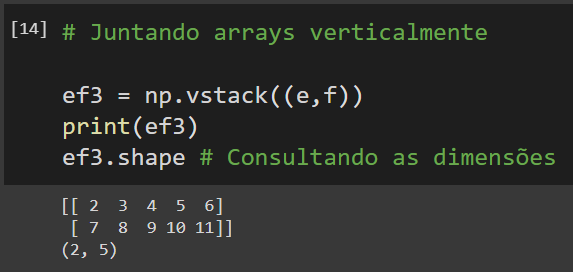 [14] # Juntando arrays verticalmente
ef3 = np.vstack((e,f))
print(ef3)
ef3.shape # Consultando as dimensões
[[ 2  3  4  5  6]
 [ 7  8  9 10 11]]
(2, 5)